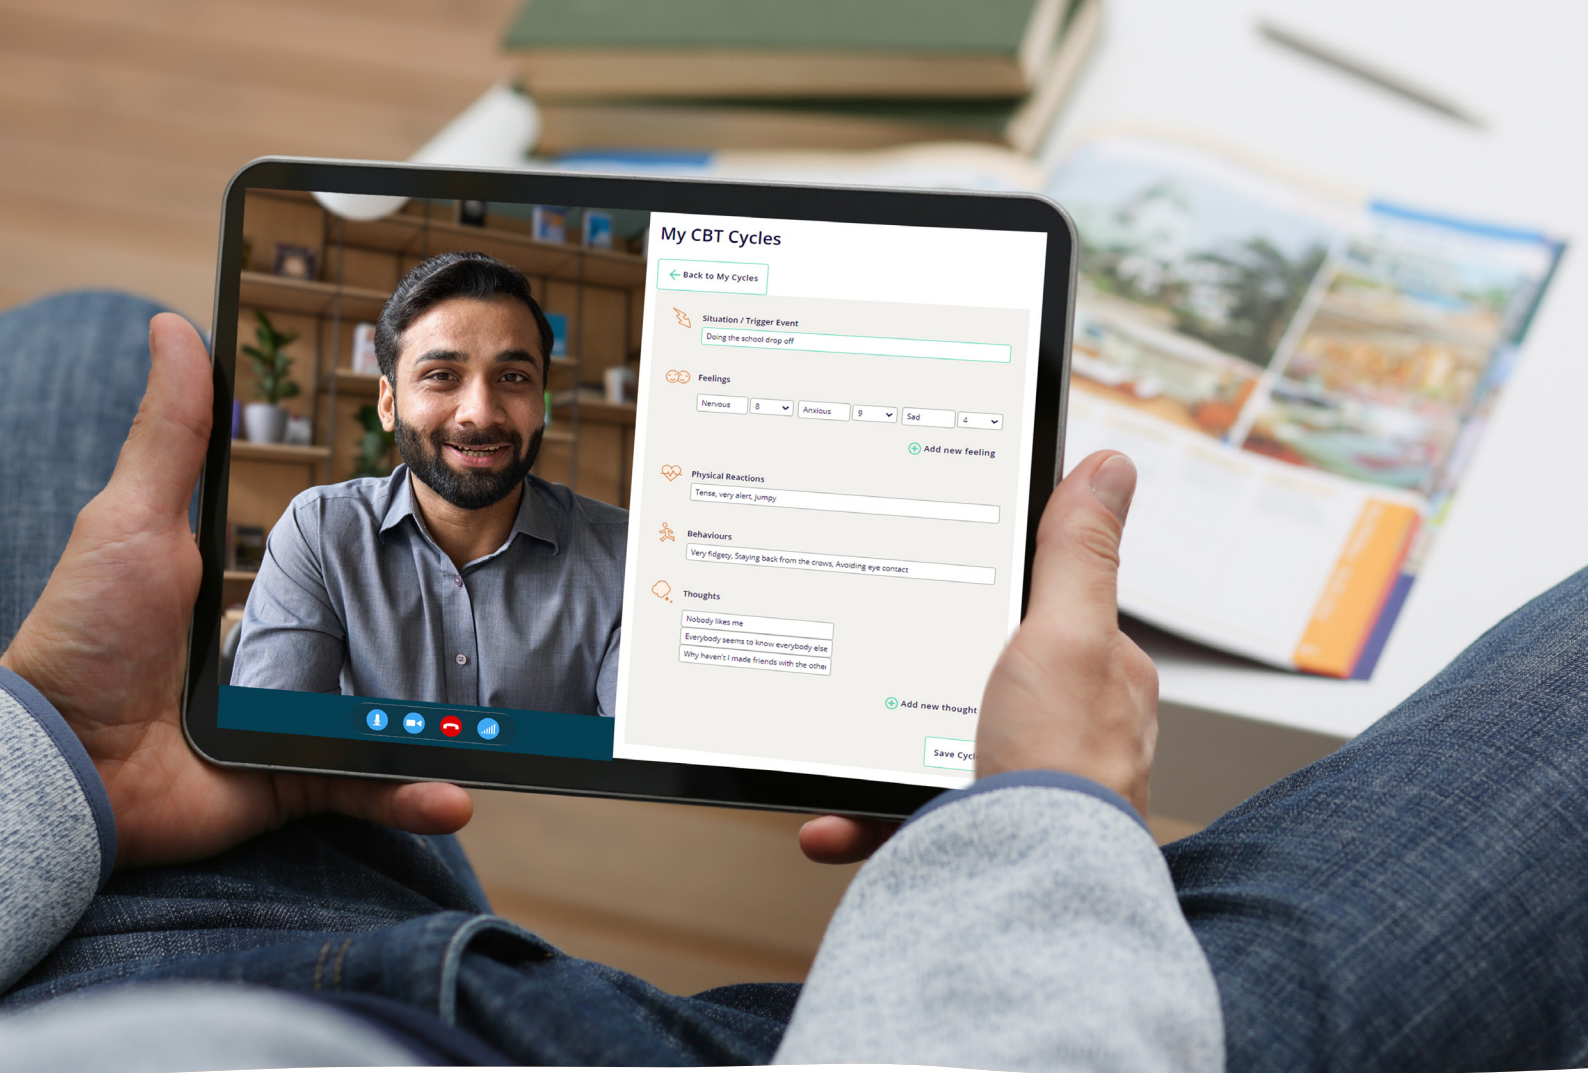 My CBT Cycles
Back to My Cycles
Situation / Trigger Event
Doing the school drop off
Feelings
Nervous 8 Anxious 9 Sad 4
Add new feeling
Physical Reactions
Tense, very alert, jumpy
Behaviours
Very fidgety, Staying back from the crows, Avoiding eye contact
Thoughts
Nobody likes me
Everybody seems to know everybody else
Why haven't I made friends with the other
Add new thought
Save Cycl